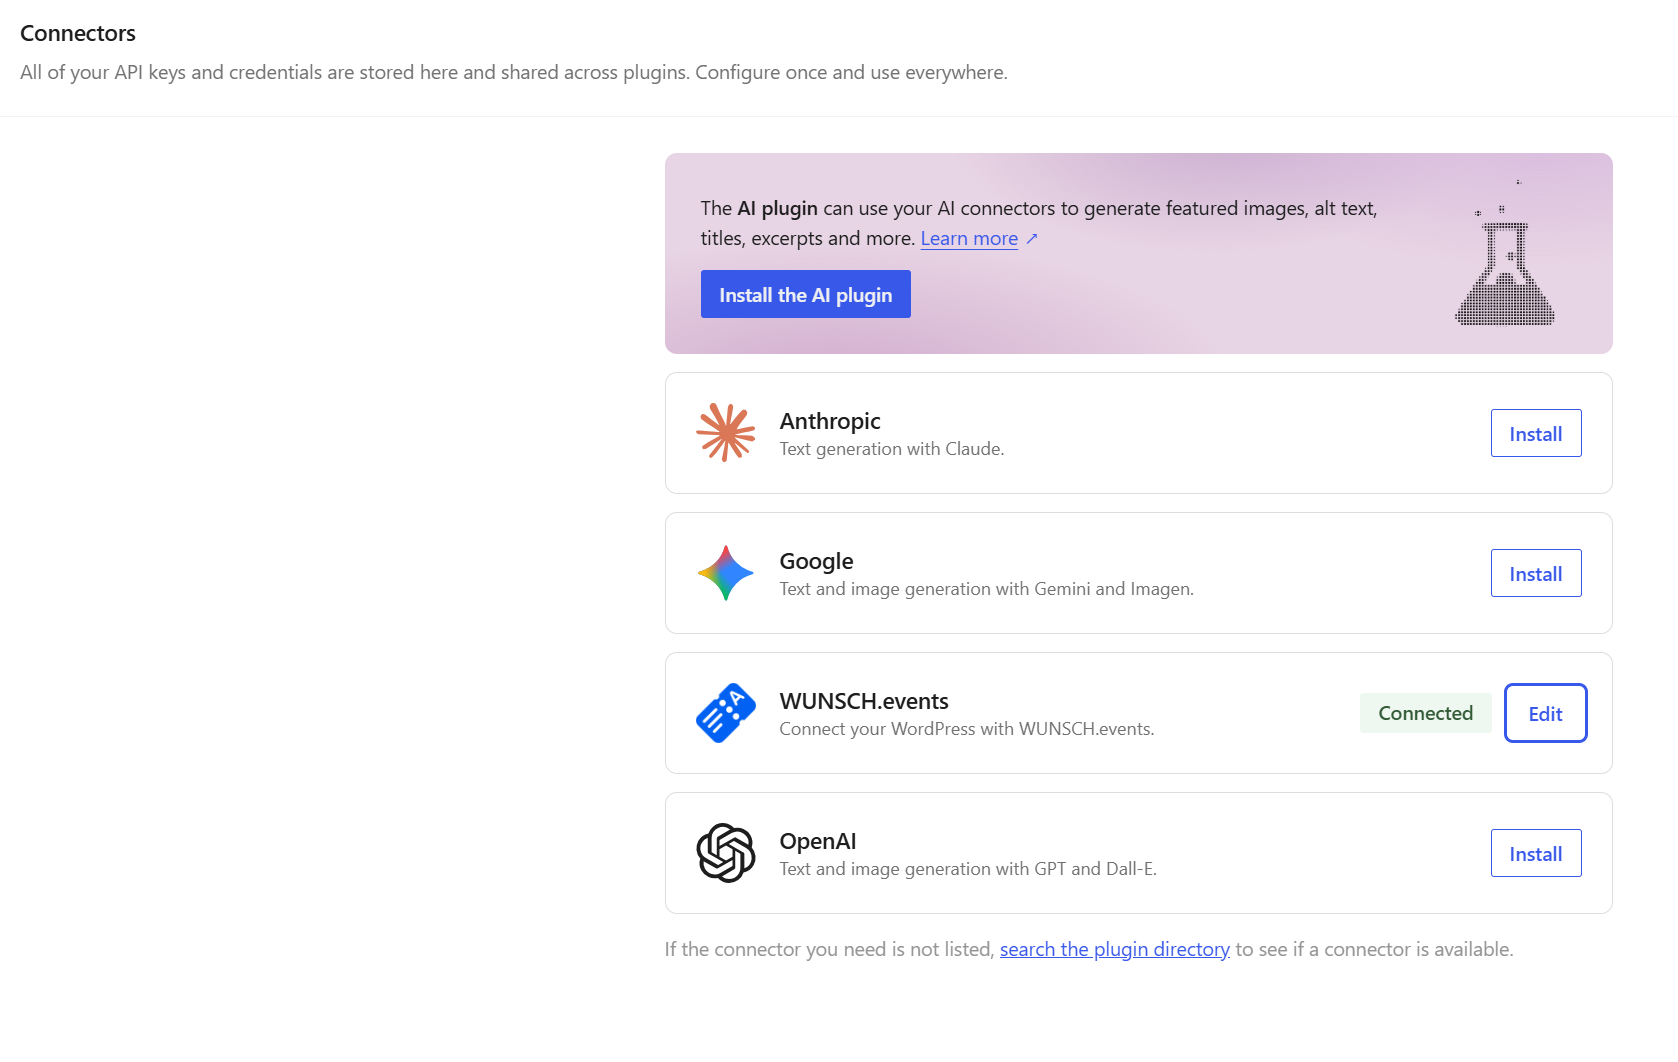 Connectors
All of your API keys and credentials are stored here and shared across plugins. Configure once and use everywhere.
The AI plugin can use your AI connectors to generate featured images, alt text,
titles, excerpts and more. Learn more ↗
Install the AI plugin
Anthropic
Text generation with Claude.
Install
Google
Text and image generation with Gemini and Imagen.
Install
WUNSCH.events
Connect your WordPress with WUNSCH.events.
Connected
Edit
OpenAI
Text and image generation with GPT and Dall-E.
Install
If the connector you need is not listed, search the plugin directory to see if a connector is available.